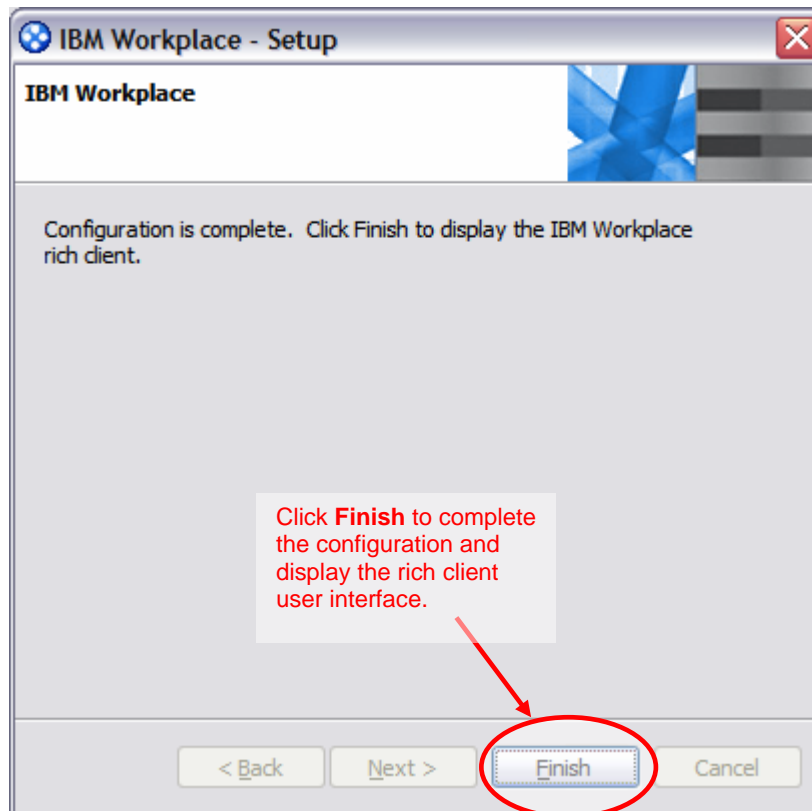 IBM Workplace - Setup
IBM Workplace
Configuration is complete. Click Finish to display the IBM Workplace
rich client.
Click Finish to complete
the configuration and
display the rich client
user interface.
< Back Next > Finish Cancel